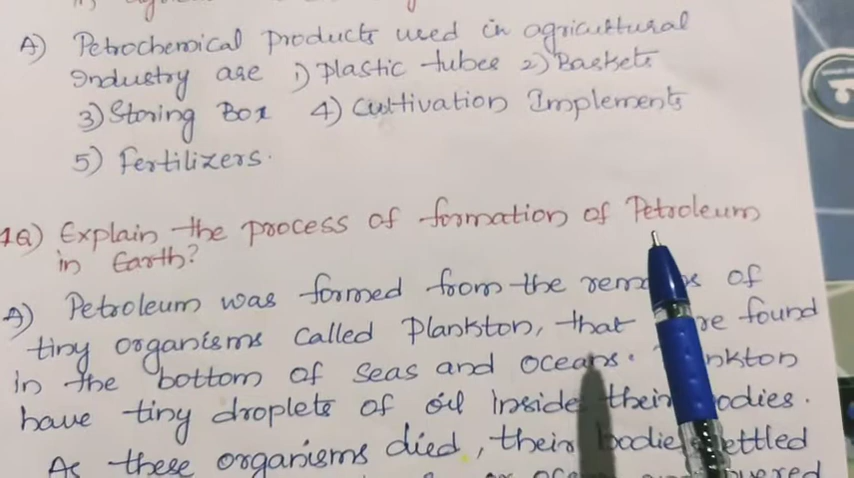 A) Petrochemical products used in agricultural
Industry are 1) plastic tubes 2) Baskets
3) Storing Box 4) Cultivation Implements
5) Fertilizers.
1Q) Explain the process of formation of Petroleum
in Earth?
A) Petroleum was formed from the of
tiny organisms called plankton, that found
in the bottom of seas and oceans.
have tiny droplets of oil inside their
As these organisms died, their